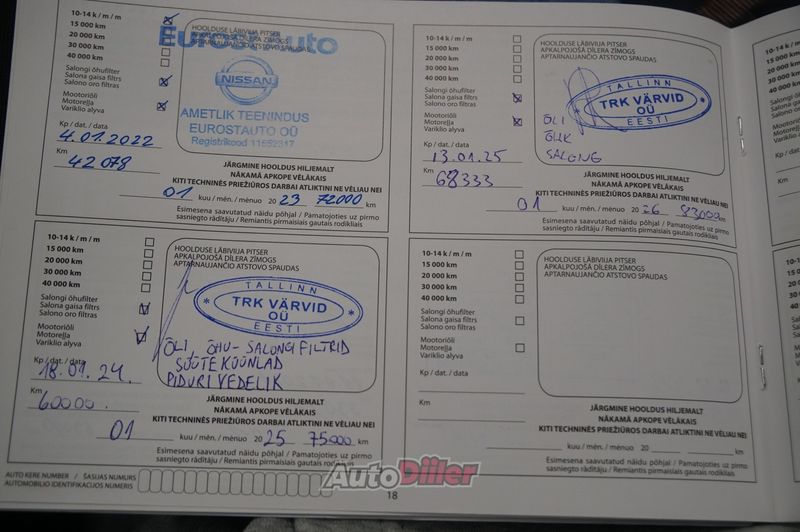 10-14 k / m / m
15 000 km
20 000 km
30 000 km
40 000 km
Salongi õhufilter
Salona gaisa filtrs
Salono oro filtras
Mootoriõli
Motoreļļa
Variklio alyva
Kp / dat. / data
4.01.2022
Km
42 078
HOOLDUSE LÄBIVIIJA PITSER
APKALPOJOŠĀ DĪLERA ZĪMOGS
APTARNAUJANČIO ATSTOVO SPAUDAS
Eurostauto
NISSAN
AMETLIK TEENINDUS
EUROSTAUTO OÜ
Registrikood 11552317
JÄRGMINE HOOLDUS HILJEMALT
NĀKAMĀ APKOPE VĒLĀKAIS
KITI TECHNINĖS PRIEŽIŪROS DARBAI ATLIKTINI NE VĖLIAU NEI
01 kuu / mēn. / mėnuo 20 23 72000 km
Esimesena saavutatud näidu põhjal / Pamatojoties uz pirmo
sasniegto rādītāju / Remiantis pirmaisiais gautais rodikliais
10-14 k / m / m
15 000 km
20 000 km
30 000 km
40 000 km
Salongi õhufilter
Salona gaisa filtrs
Salono oro filtras
Mootoriõli
Motoreļļa
Variklio alyva
Kp / dat. / data
13.01.25
Km
68333
HOOLDUSE LÄBIVIIJA PITSER
APKALPOJOŠĀ DĪLERA ZĪMOGS
APTARNAUJANČIO ATSTOVO SPAUDAS
TALLINN
* TRK VÄRVID *
OÜ
EESTI
ÕLI
ÕLIK
SALONG
JÄRGMINE HOOLDUS HILJEMALT
NĀKAMĀ APKOPE VĒLĀKAIS
KITI TECHNINĖS PRIEŽIŪROS DARBAI ATLIKTINI NE VĖLIAU NEI
01 kuu / mēn. / mėnuo 20 26 83000 km
Esimesena saavutatud näidu põhjal / Pamatojoties uz pirmo
sasniegto rādītāju / Remiantis pirmaisiais gautais rodikliais
10-14 k / m / m
15 000 km
20 000 km
30 000 km
40 000 km
Salongi õhufilter
Salona gaisa filtrs
Salono oro filtras
Mootoriõli
Motoreļļa
Variklio alyva
Kp / dat. / data
18.01.24.
Km
60000.
HOOLDUSE LÄBIVIIJA PITSER
APKALPOJOŠĀ DĪLERA ZĪMOGS
APTARNAUJANČIO ATSTOVO SPAUDAS
TALLINN
* TRK VÄRVID *
OÜ
EESTI
ÕLI, ÕHU- SALONGI FILTRID
SÜÜTEKÜÜNLAD
PIDURIVEDELIK
JÄRGMINE HOOLDUS HILJEMALT
NĀKAMĀ APKOPE VĒLĀKAIS
KITI TECHNINĖS PRIEŽIŪROS DARBAI ATLIKTINI NE VĖLIAU NEI
01 kuu / mēn. / mėnuo 20 25 75000 km
Esimesena saavutatud näidu põhjal / Pamatojoties uz pirmo
sasniegto rādītāju / Remiantis pirmaisiais gautais rodikliais
10-14 k / m / m
15 000 km
20 000 km
30 000 km
40 000 km
Salongi õhufilter
Salona gaisa filtrs
Salono oro filtras
Mootoriõli
Motoreļļa
Variklio alyva
Kp / dat. / data
Km
HOOLDUSE LÄBIVIIJA PITSER
APKALPOJOŠĀ DĪLERA ZĪMOGS
APTARNAUJANČIO ATSTOVO SPAUDAS
JÄRGMINE HOOLDUS HILJEMALT
NĀKAMĀ APKOPE VĒLĀKAIS
KITI TECHNINĖS PRIEŽIŪROS DARBAI ATLIKTINI NE VĖLIAU NEI
kuu / mēn. / mėnuo 20 km
Esimesena saavutatud näidu põhjal / Pamatojoties uz pirmo
sasniegto rādītāju / Remiantis pirmaisiais gautais rodikliais
AUTO KERE NUMBER / ŠASIJAS NUMURS
AUTOMOBILIO IDENTIFIKACIJOS NUMERIS
AutoDiller
18